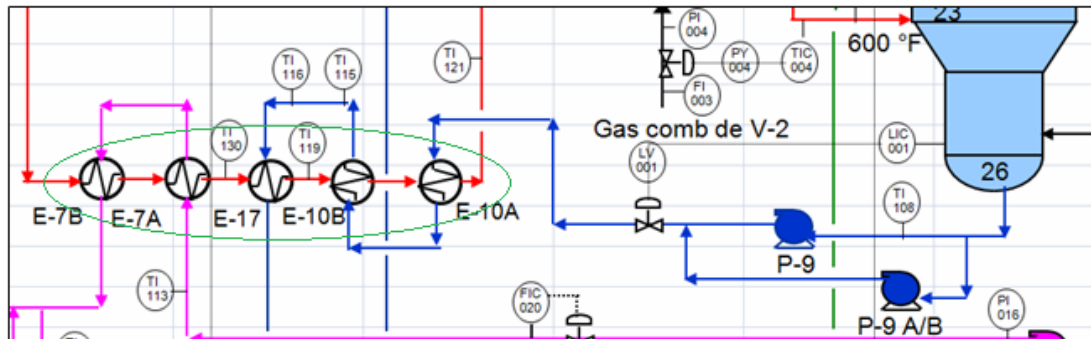 23
600 °F
PI
004
PY
004
TIC
004
FI
003
Gas comb de V-2
TI
116
TI
115
TI
121
TI
130
TI
119
E-7B
E-7A
E-17
E-10B
E-10A
LV
001
LIC
001
26
TI
108
P-9
P-9 A/B
TI
113
FIC
020
PI
016
TI